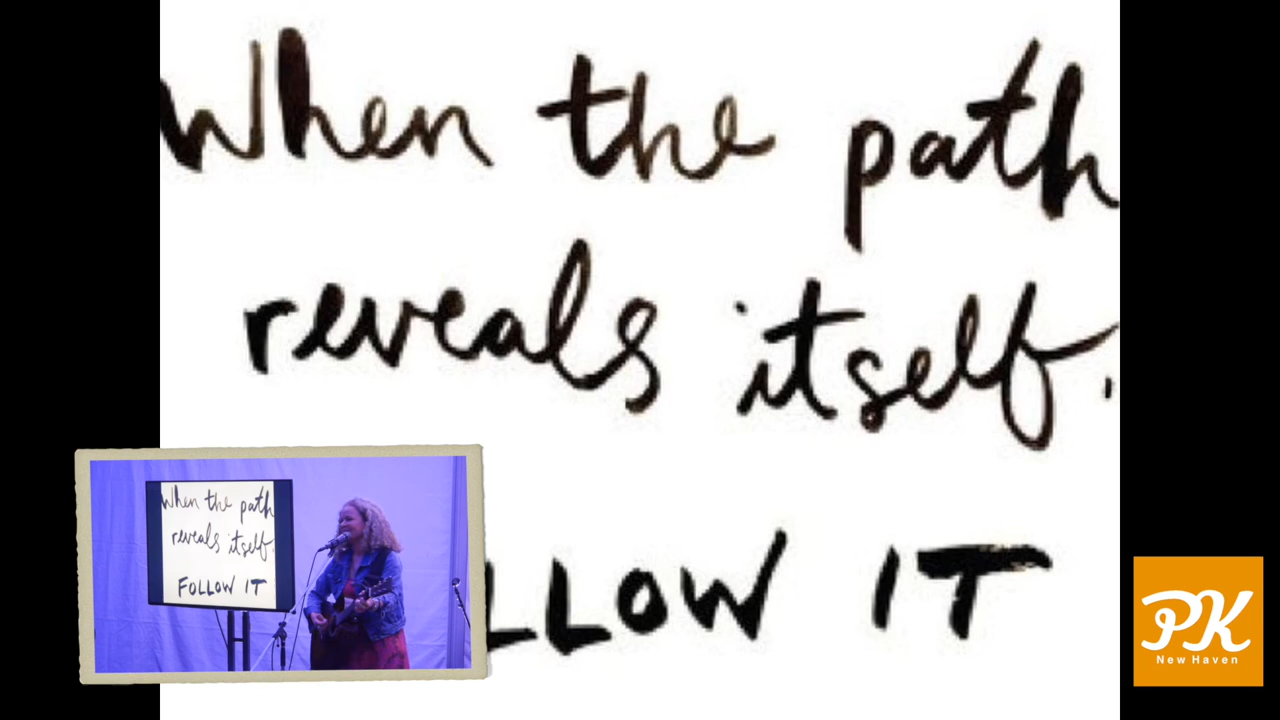 When the path
reveals itself.
LLOW IT
When the path
reveals itself.
FOLLOW IT
PK
New Haven